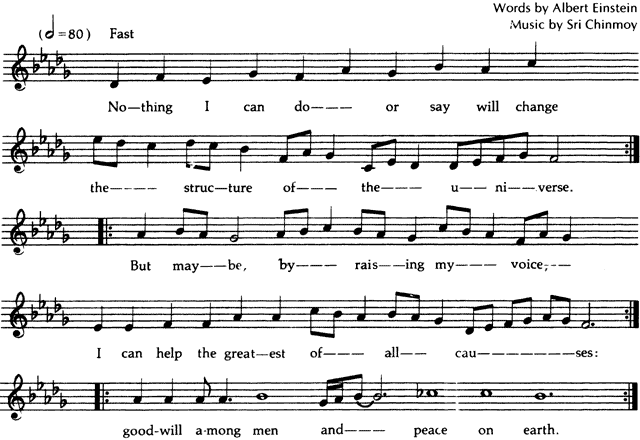 Words by Albert Einstein
Music by Sri Chinmoy
(𝅗𝅥=80) Fast
No—thing I can do——— or say will change
the———— struc—ture of——— the——— u—ni—verse.
But may——be, by——— rais——ing my—— voice,——
I can help the great—est of———— all—— cau———————ses:
good-will a-mong men and——— peace on earth.